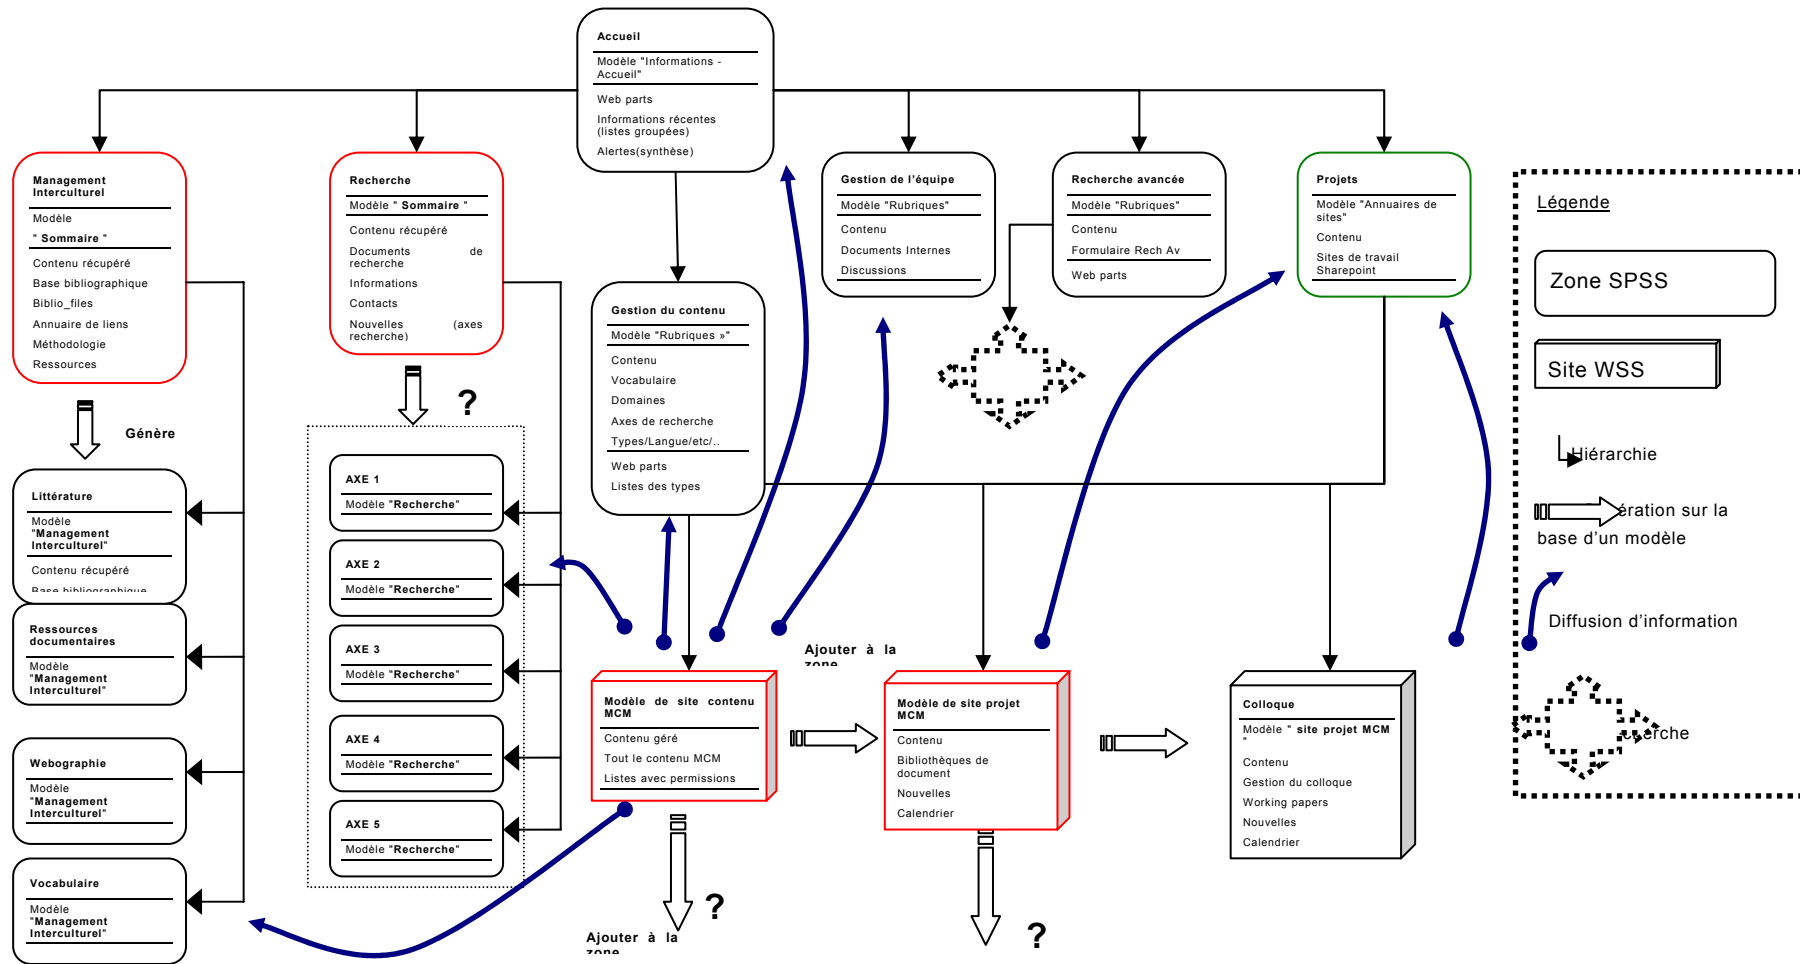 Accueil
Modèle "Informations -
Accueil"
Web parts
Informations récentes
(listes groupées)
Alertes(synthèse)
Management
Interculturel
Modèle
" Sommaire "
Contenu récupéré
Base bibliographique
Biblio_files
Annuaire de liens
Méthodologie
Ressources
Recherche
Modèle " Sommaire "
Contenu récupéré
Documents de
recherche
Informations
Contacts
Nouvelles (axes
recherche)
Gestion de l'équipe
Modèle "Rubriques"
Contenu
Documents Internes
Discussions
Recherche avancée
Modèle "Rubriques"
Contenu
Formulaire Rech Av
Web parts
Projets
Modèle "Annuaires de
sites"
Contenu
Sites de travail
Sharepoint
Gestion du contenu
Modèle "Rubriques »"
Contenu
Vocabulaire
Domaines
Axes de recherche
Types/Langue/etc/..
Web parts
Listes des types
Génère
?
Littérature
Modèle
"Management
Interculturel"
Contenu récupéré
Base bibliographique
Ressources
documentaires
Modèle
"Management
Interculturel"
Webographie
Modèle
"Management
Interculturel"
Vocabulaire
Modèle
"Management
Interculturel"
AXE 1
Modèle "Recherche"
AXE 2
Modèle "Recherche"
AXE 3
Modèle "Recherche"
AXE 4
Modèle "Recherche"
AXE 5
Modèle "Recherche"
Ajouter à la
zone
Modèle de site contenu
MCM
Contenu géré
Tout le contenu MCM
Listes avec permissions
Modèle de site projet
MCM
Contenu
Bibliothèques de
document
Nouvelles
Calendrier
Colloque
Modèle " site projet MCM
"
Contenu
Gestion du colloque
Working papers
Nouvelles
Calendrier
?
Ajouter à la
zone
?
Légende
Zone SPSS
Site WSS
Hiérarchie
ération sur la
base d'un modèle
Diffusion d'information
cherche